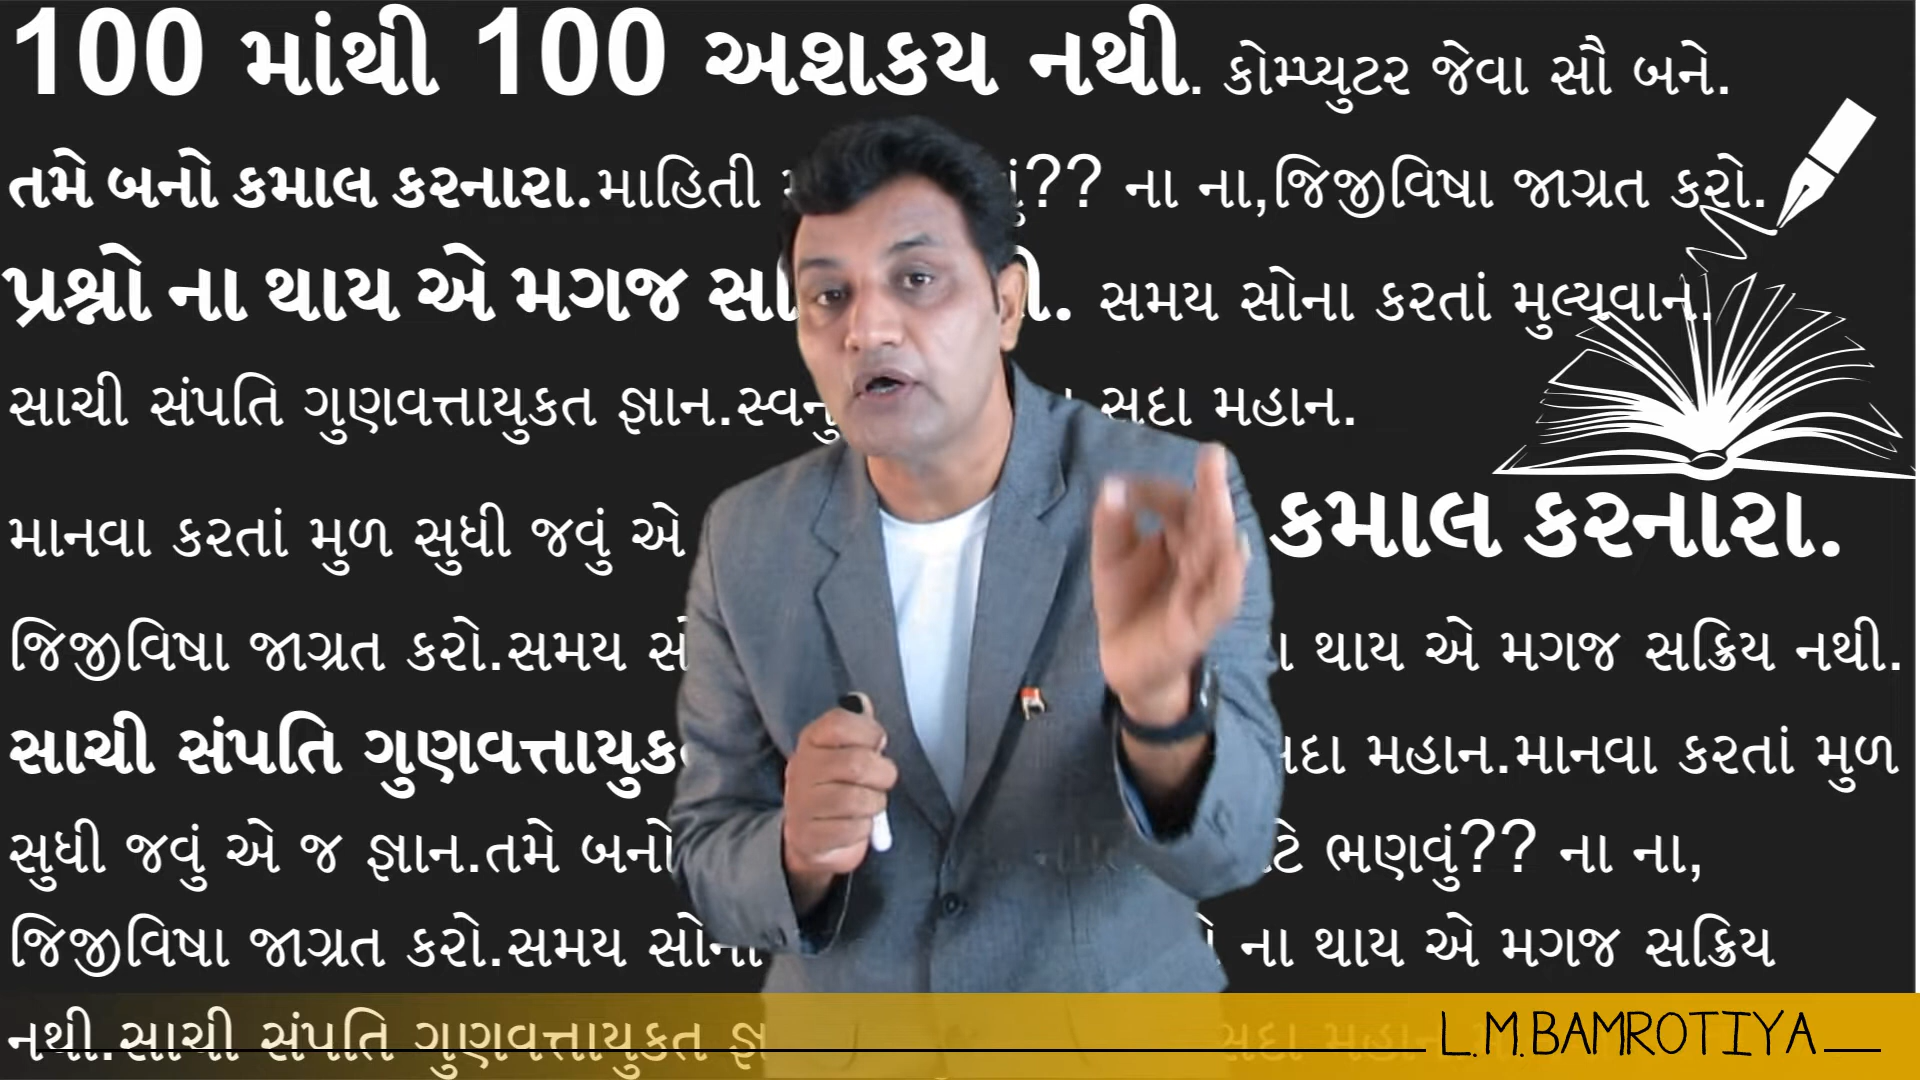 100 માંથી 100 અશકય નથી. કોમ્પ્યુટર જેવા સૌ બને.
તમે બનો કમાલ કરનારા.માહિતી ?? ના ના,જિજીવિષા જાગ્રત કરો.
પ્રશ્નો ના થાય એ મગજ સમય સોના કરતાં મુલ્યવાન.
સાચી સંપતિ ગુણવત્તાયુકત જ્ઞાન. સદા મહાન.
માનવા કરતાં મુળ સુધી જવું એ કમાલ કરનારા.
જિજીવિષા જાગ્રત કરો.સમય થાય એ મગજ સક્રિય નથી.
સાચી સંપતિ મહાન.માનવા કરતાં મુળ
સુધી જવું એ જ જ્ઞાન.તમે બનો ભણવું?? ના ના,
જિજીવિષા જાગ્રત કરો.સમય ના થાય એ મગજ સક્રિય
નથી.સાચી સંપતિ ગુણવત્તાયુકત સદા
L.M.BAMROTIYA